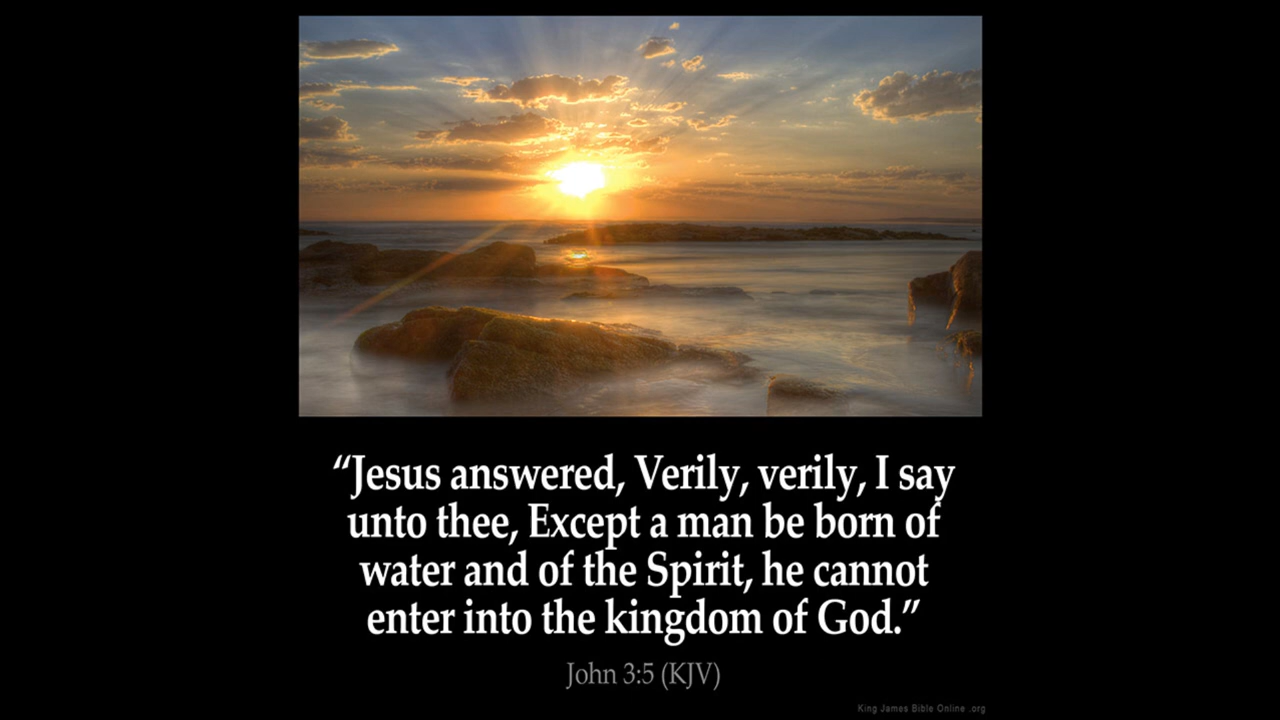 “Jesus answered, Verily, verily, I say
unto thee, Except a man be born of
water and of the Spirit, he cannot
enter into the kingdom of God.”
John 3:5 (KJV)
King James Bible Online .org